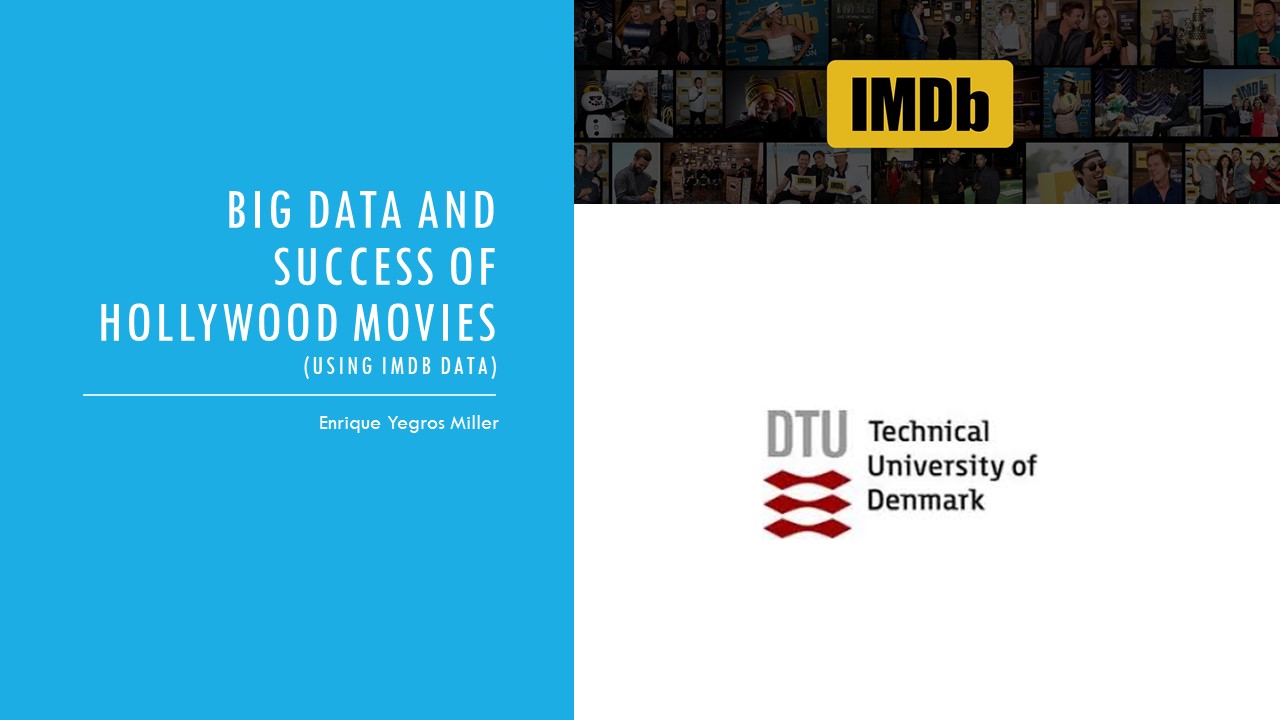 BIG DATA AND
SUCCESS OF
HOLLYWOOD MOVIES
(USING IMDB DATA)
Enrique Yegros Miller
IMDb
DTU
Technical
University of
Denmark